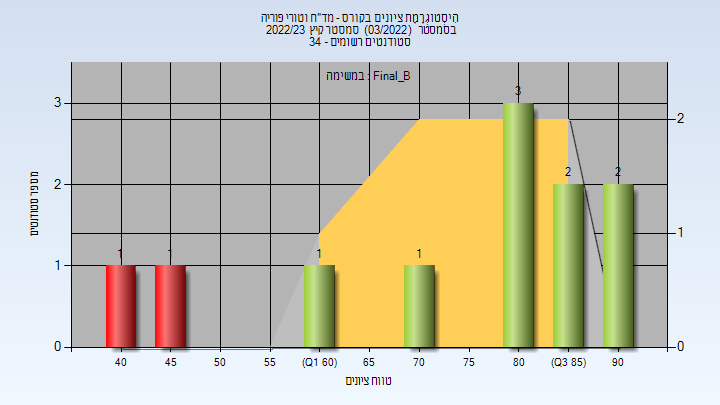 היסטוגרמת ציונים בקורס - מד"ח וטורי פוריה
בסמסטר (03/2022) סמסטר קיץ 2022/23
סטודנטים רשומים - 34
במשימה : Final_B
מספר סטודנטים
3
2
1
0
2
1
0
1
1
1
1
3
2
2
40
45
50
55
(Q1 60)
65
70
75
80
(Q3 85)
90
טווח ציונים